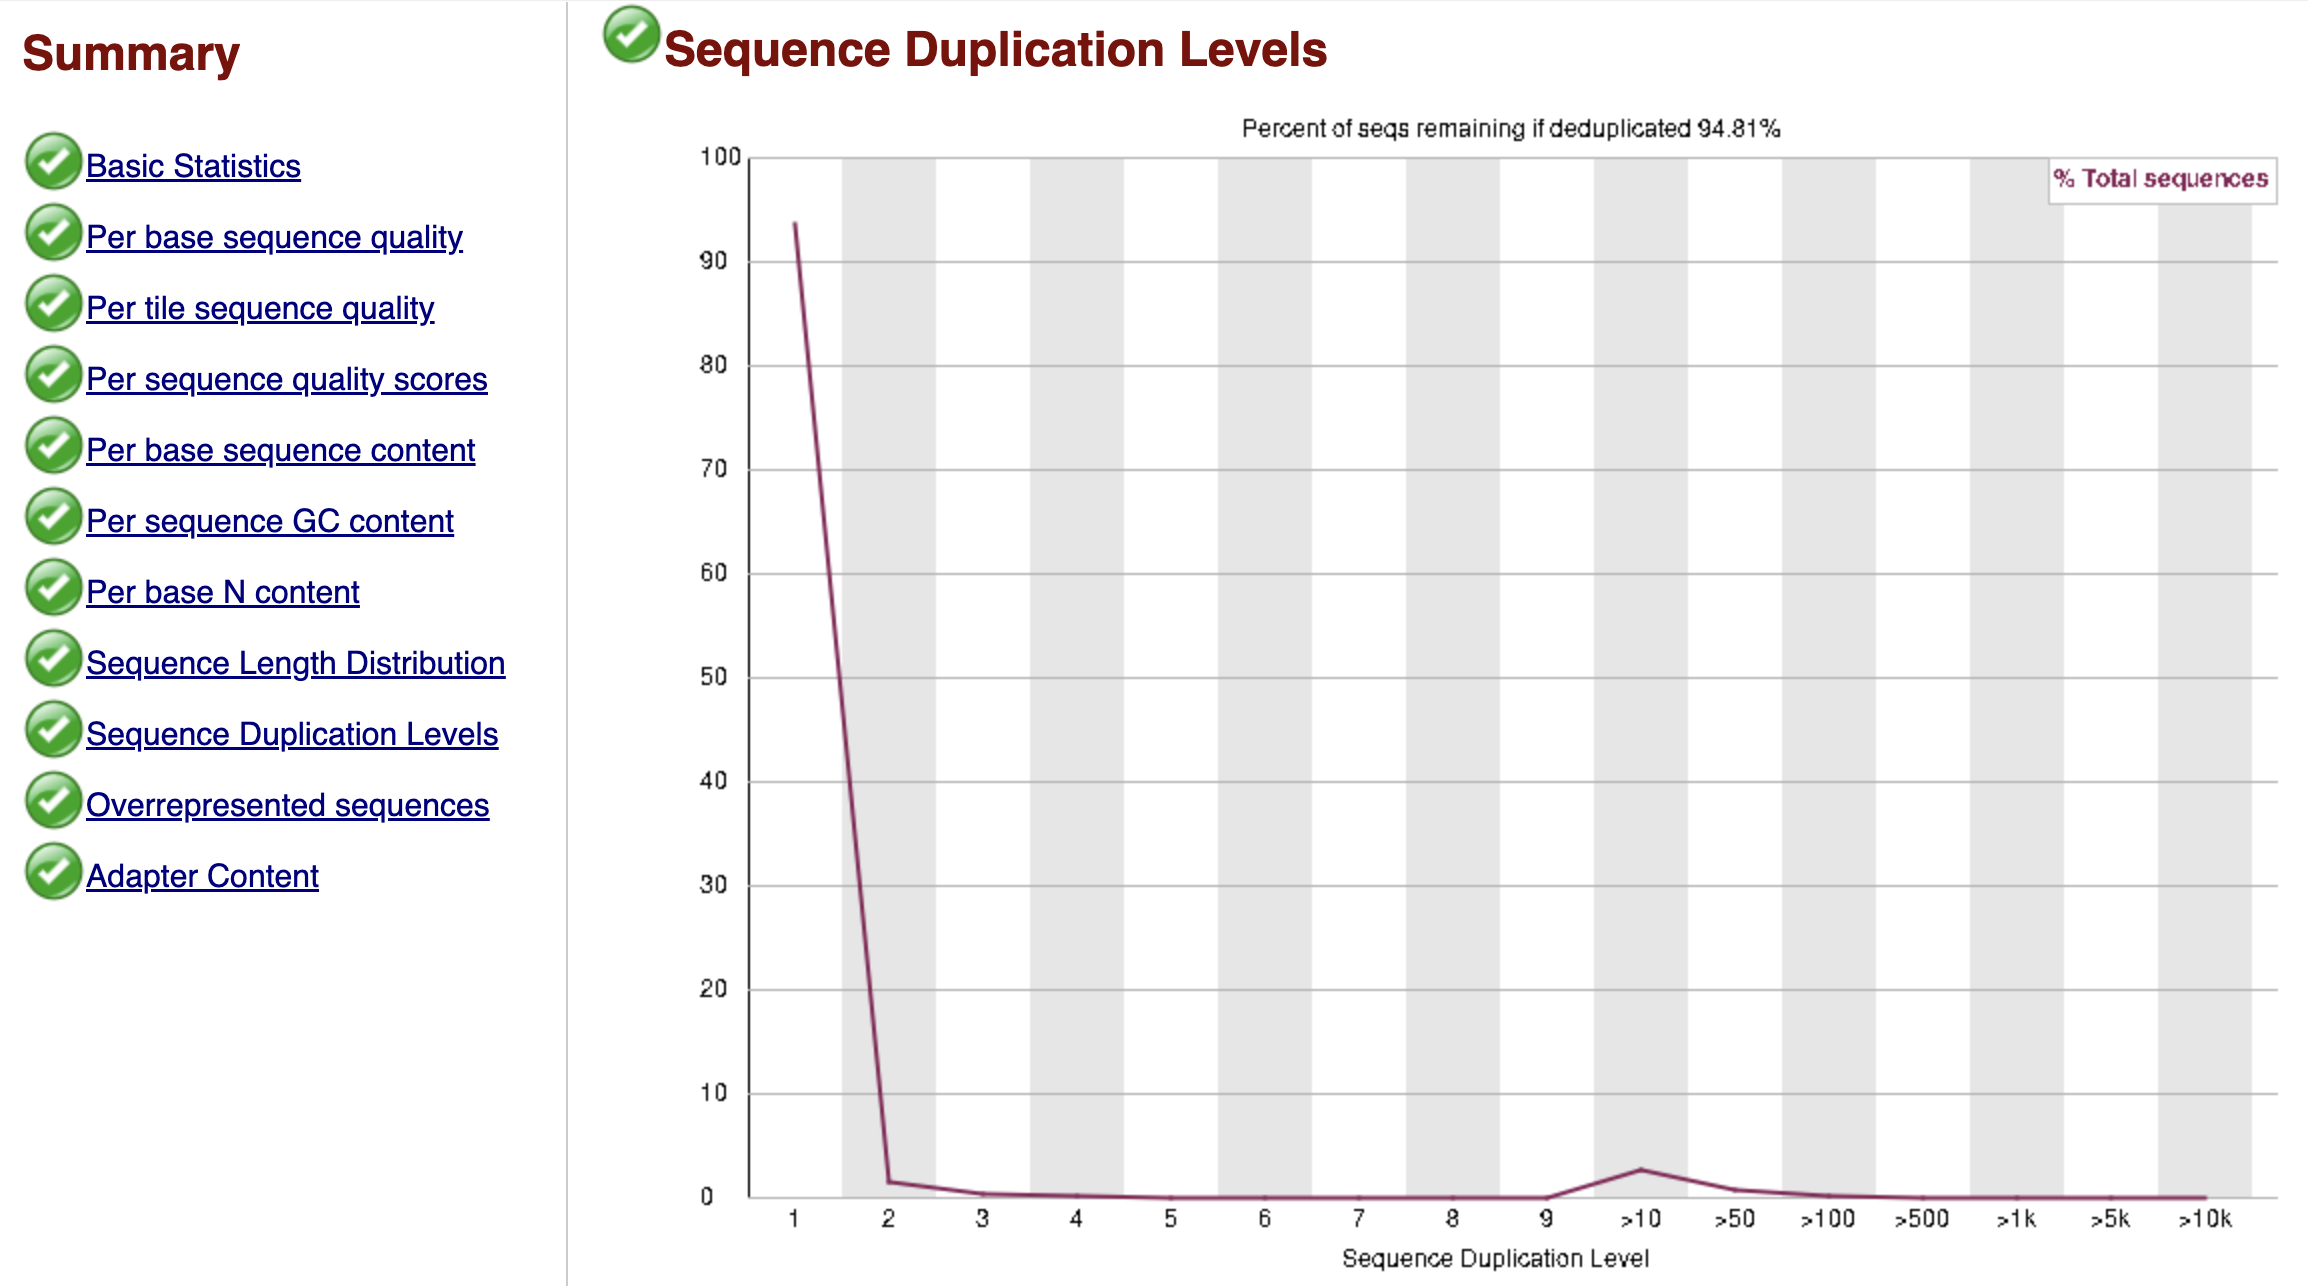 Summary
Basic Statistics
Per base sequence quality
Per tile sequence quality
Per sequence quality scores
Per base sequence content
Per sequence GC content
Per base N content
Sequence Length Distribution
Sequence Duplication Levels
Overrepresented sequences
Adapter Content
Sequence Duplication Levels
Percent of seqs remaining if deduplicated 94.81%
% Total sequences
100
90
80
70
60
50
40
30
20
10
0
1 2 3 4 5 6 7 8 9 >10 >50 >100 >500 >1k >5k >10k
Sequence Duplication Level